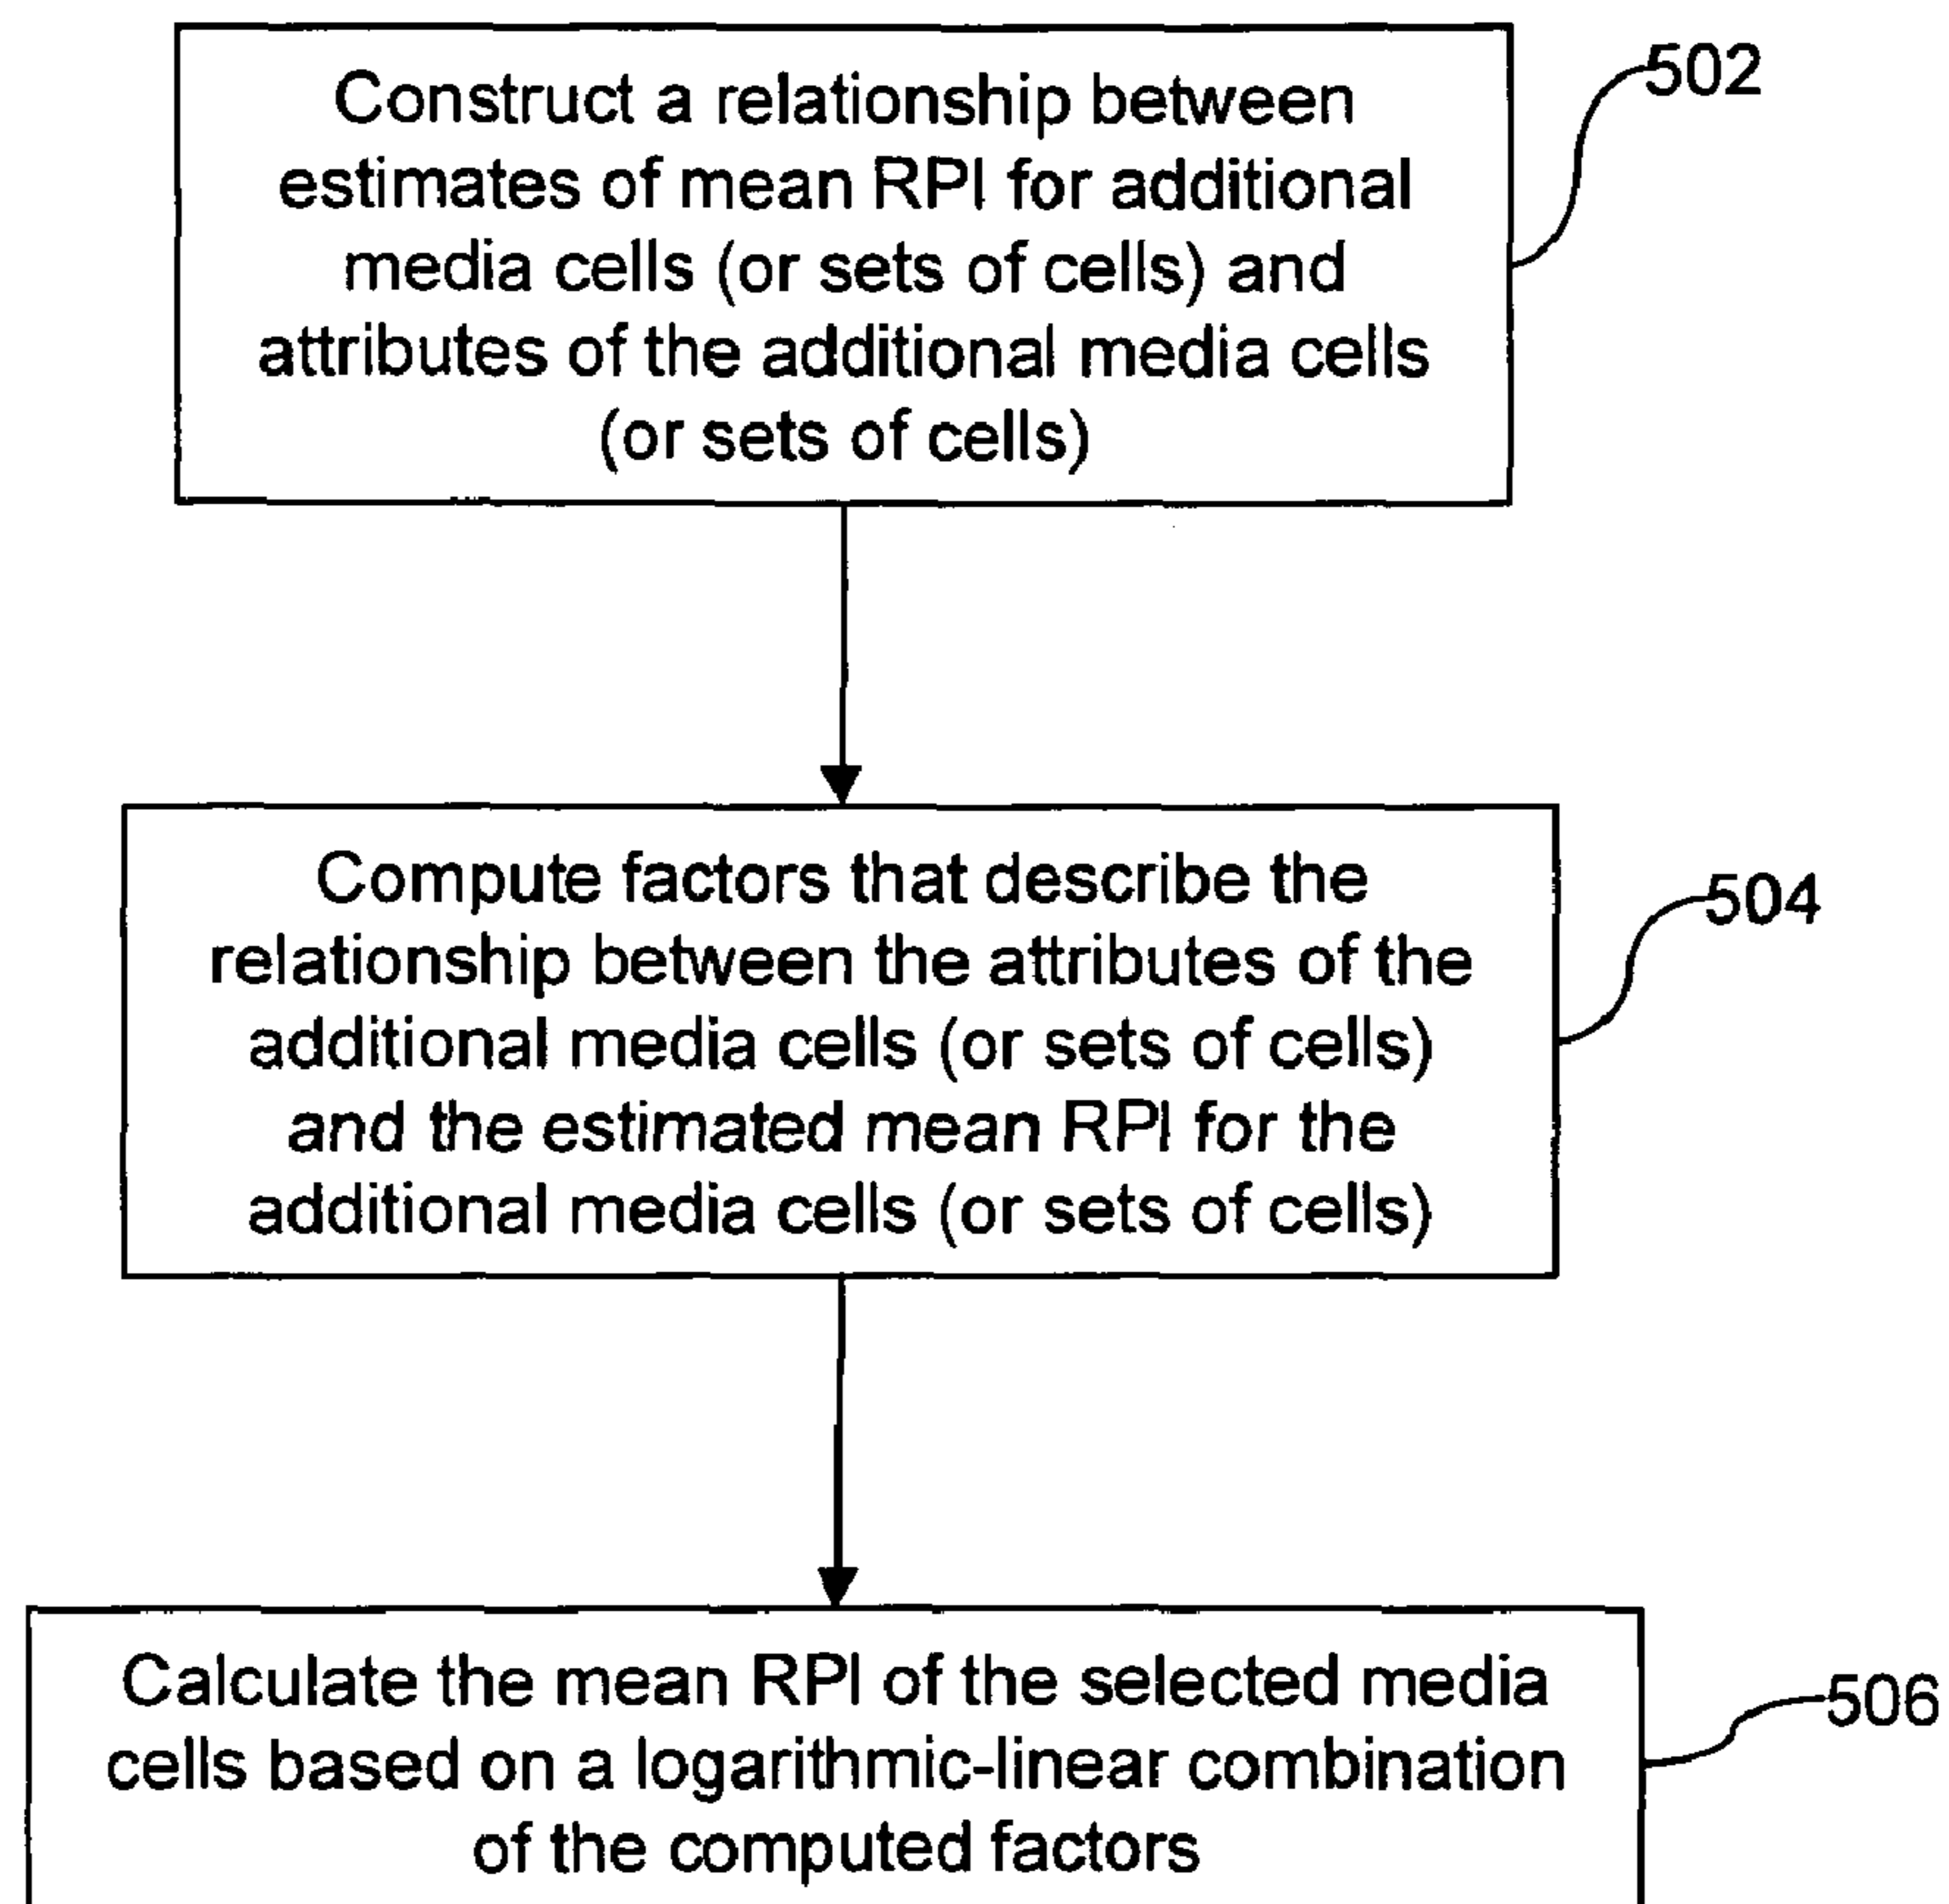 Construct a relationship between
estimates of mean RPI for additional
media cells (or sets of cells) and
attributes of the additional media cells
(or sets of cells)
502
Compute factors that describe the
relationship between the attributes of the
additional media cells (or sets of cells)
and the estimated mean RPI for the
additional media cells (or sets of cells)
504
Calculate the mean RPI of the selected media
cells based on a logarithmic-linear combination
of the computed factors
506